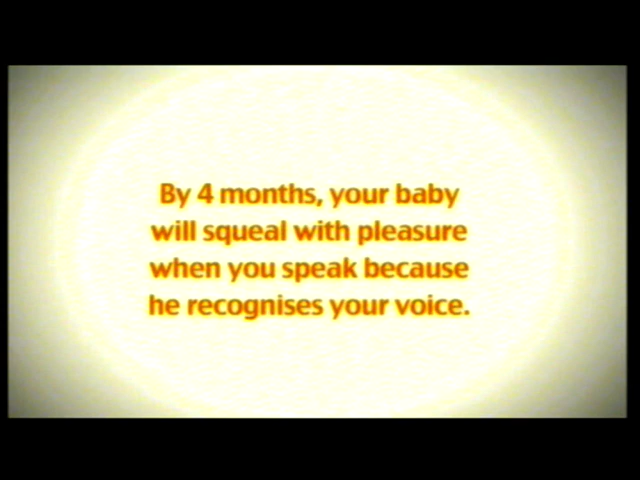 By 4 months, your baby
will squeal with pleasure
when you speak because
he recognises your voice.